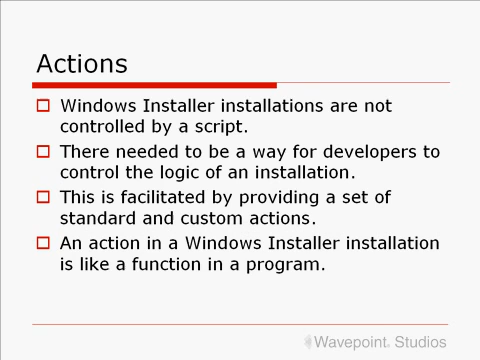 Actions
Windows Installer installations are not
controlled by a script.
There needed to be a way for developers to
control the logic of an installation.
This is facilitated by providing a set of
standard and custom actions.
An action in a Windows Installer installation
is like a function in a program.
Wavepoint Studios